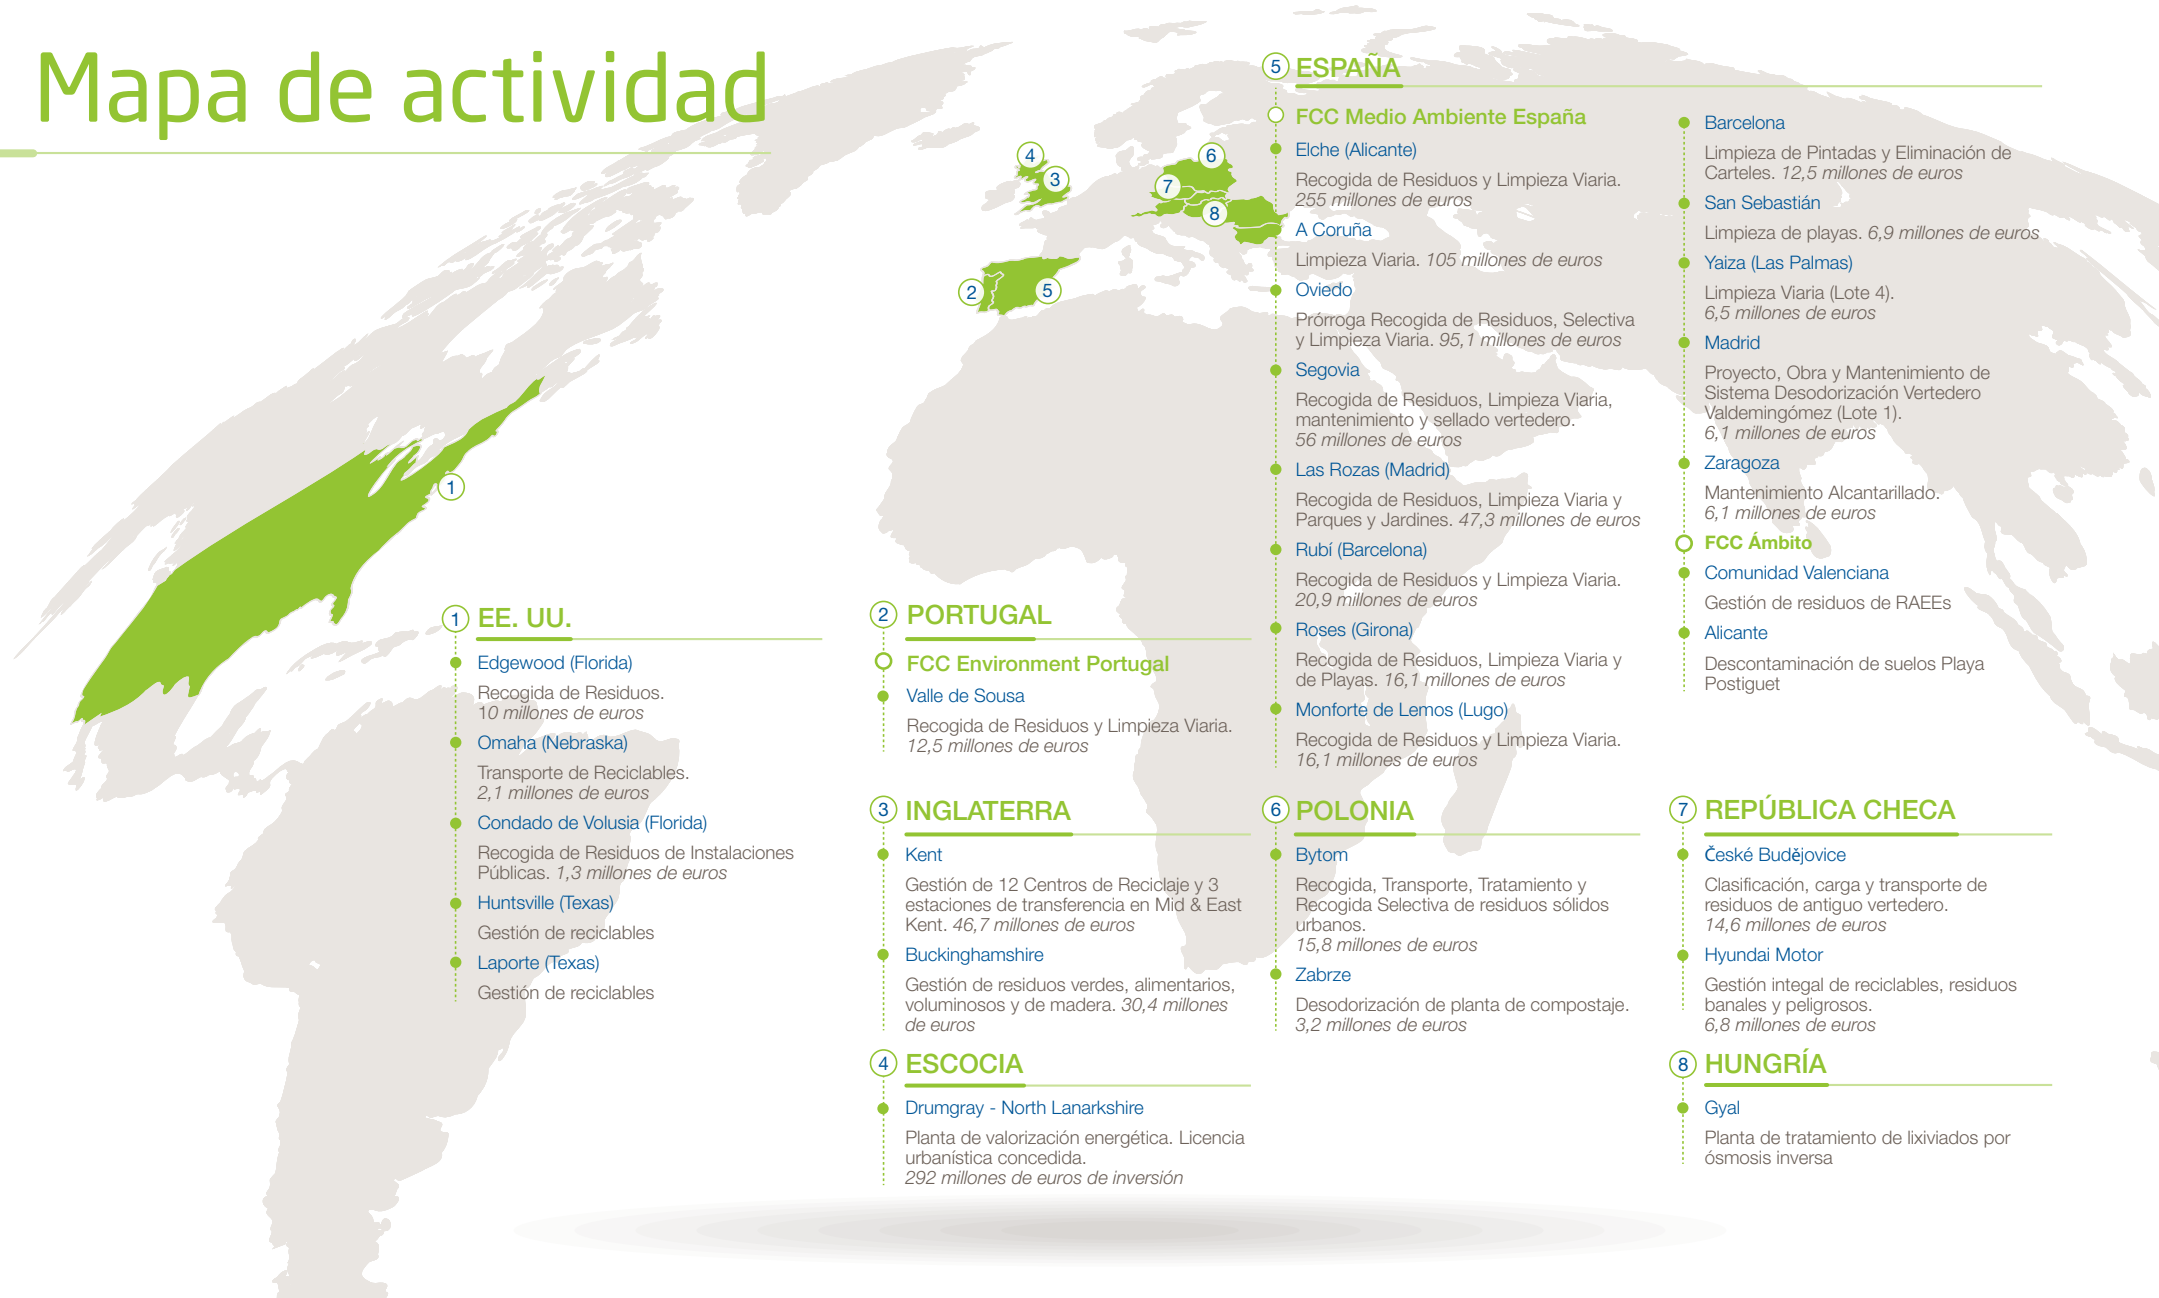 Mapa de actividad
4
3
6
7
8
2
5
1
1 EE. UU.
Edgewood (Florida)
Recogida de Residuos.
10 millones de euros
Omaha (Nebraska)
Transporte de Reciclables.
2,1 millones de euros
Condado de Volusia (Florida)
Recogida de Residuos de Instalaciones
Públicas. 1,3 millones de euros
Huntsville (Texas)
Gestión de reciclables
Laporte (Texas)
Gestión de reciclables
2 PORTUGAL
FCC Environment Portugal
Valle de Sousa
Recogida de Residuos y Limpieza Viaria.
12,5 millones de euros
3 INGLATERRA
Kent
Gestión de 12 Centros de Reciclaje y 3
estaciones de transferencia en Mid & East
Kent. 46,7 millones de euros
Buckinghamshire
Gestión de residuos verdes, alimentarios,
voluminosos y de madera. 30,4 millones
de euros
4 ESCOCIA
Drumgray - North Lanarkshire
Planta de valorización energética. Licencia
urbanística concedida.
292 millones de euros de inversión
5 ESPAÑA
FCC Medio Ambiente España
Elche (Alicante)
Recogida de Residuos y Limpieza Viaria.
255 millones de euros
A Coruña
Limpieza Viaria. 105 millones de euros
Oviedo
Prórroga Recogida de Residuos, Selectiva
y Limpieza Viaria. 95,1 millones de euros
Segovia
Recogida de Residuos, Limpieza Viaria,
mantenimiento y sellado vertedero.
56 millones de euros
Las Rozas (Madrid)
Recogida de Residuos, Limpieza Viaria y
Parques y Jardines. 47,3 millones de euros
Rubí (Barcelona)
Recogida de Residuos y Limpieza Viaria.
20,9 millones de euros
Roses (Girona)
Recogida de Residuos, Limpieza Viaria y
de Playas. 16,1 millones de euros
Monforte de Lemos (Lugo)
Recogida de Residuos y Limpieza Viaria.
16,1 millones de euros
Barcelona
Limpieza de Pintadas y Eliminación de
Carteles. 12,5 millones de euros
San Sebastián
Limpieza de playas. 6,9 millones de euros
Yaiza (Las Palmas)
Limpieza Viaria (Lote 4).
6,5 millones de euros
Madrid
Proyecto, Obra y Mantenimiento de
Sistema Desodorización Vertedero
Valdemingómez (Lote 1).
6,1 millones de euros
Zaragoza
Mantenimiento Alcantarillado.
6,1 millones de euros
FCC Ámbito
Comunidad Valenciana
Gestión de residuos de RAEEs
Alicante
Descontaminación de suelos Playa
Postiguet
6 POLONIA
Bytom
Recogida, Transporte, Tratamiento y
Recogida Selectiva de residuos sólidos
urbanos.
15,8 millones de euros
Zabrze
Desodorización de planta de compostaje.
3,2 millones de euros
7 REPÚBLICA CHECA
České Budějovice
Clasificación, carga y transporte de
residuos de antiguo vertedero.
14,6 millones de euros
Hyundai Motor
Gestión integal de reciclables, residuos
banales y peligrosos.
6,8 millones de euros
8 HUNGRÍA
Gyal
Planta de tratamiento de lixiviados por
ósmosis inversa